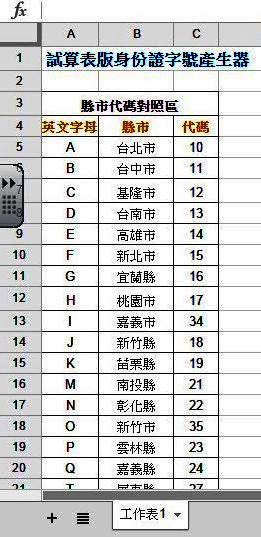 fx
A B C
1 試算表版身份證字號產生器
2
3 縣市代碼對照區
4 英文字母 縣市 代碼
5 A 台北市 10
6 B 台中市 11
7 C 基隆市 12
8 D 台南市 13
9 E 高雄市 14
10 F 新北市 15
11 G 宜蘭縣 16
12 H 桃園市 17
13 I 嘉義市 34
14 J 新竹縣 18
15 K 苗栗縣 19
16 M 南投縣 21
17 N 彰化縣 22
18 O 新竹市 35
19 P 雲林縣 23
20 Q 嘉義縣 24
21 T 屏東縣 27
工作表1